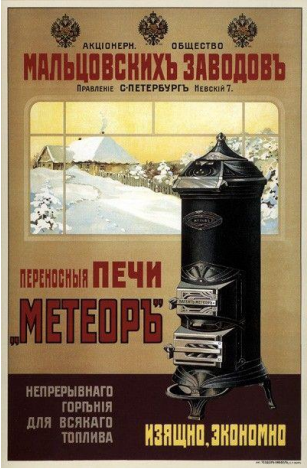 АКЦІОНЕРН. ОБЩЕСТВО
МАЛЬЦОВСКИХЪ ЗАВОДОВЪ
ПРАВЛЕНІЕ С-ПЕТЕРБУРГЪ НЕВСКІЙ 7.
ПЕРЕНОСНЫЯ ПЕЧИ
„МЕТЕОРЪ"
НЕПРЕРЫВНАГО
ГОРѢНІЯ
ДЛЯ ВСЯКАГО
ТОПЛИВА
ИЗЯЩНО, ЭКОНОМНО